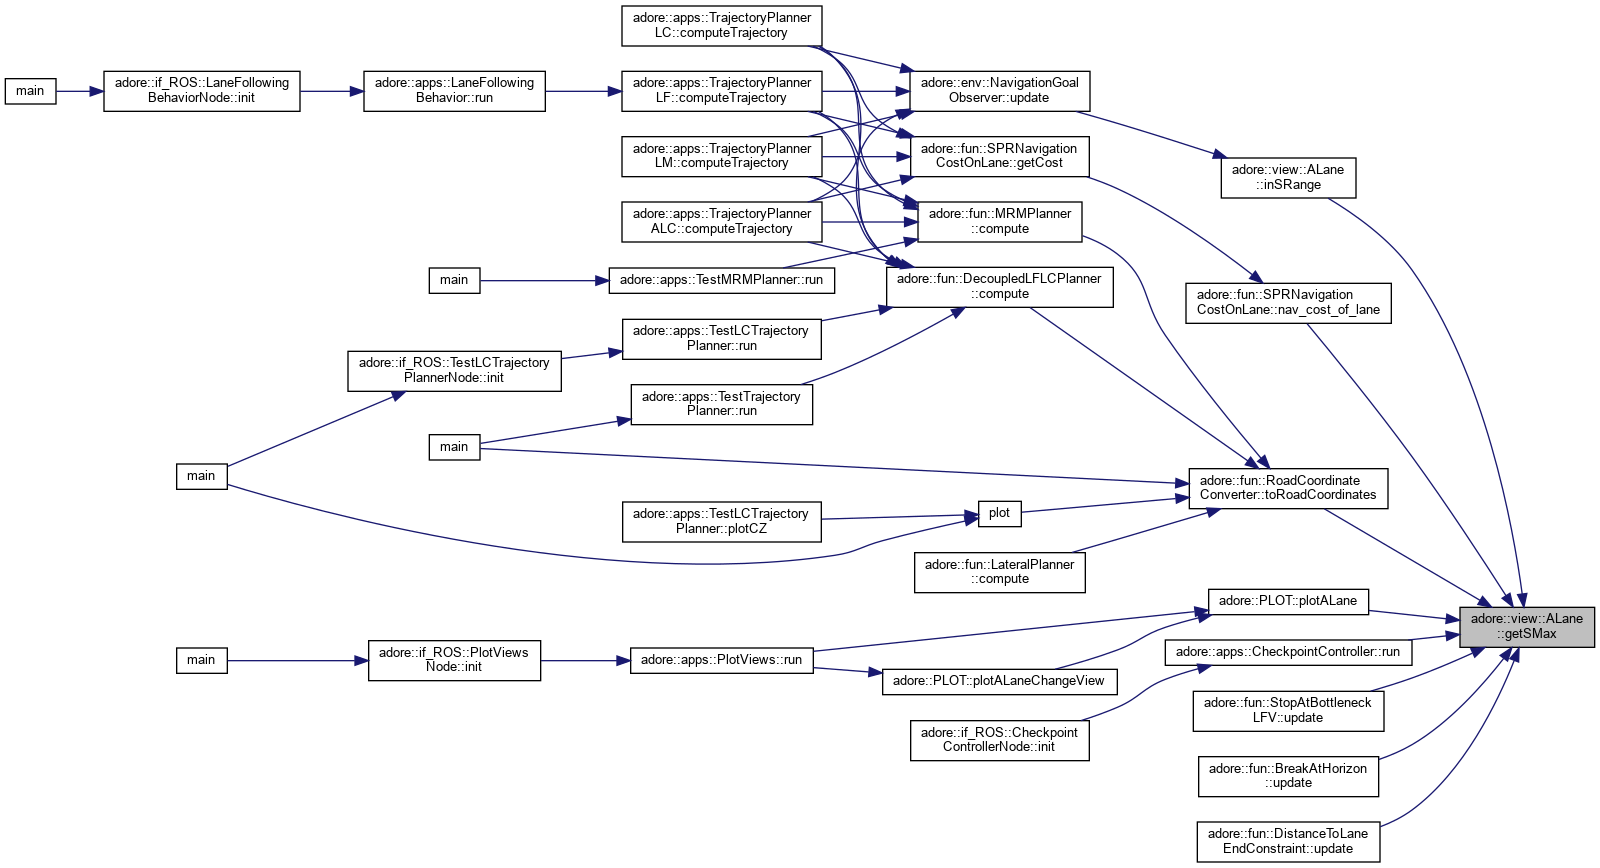 adore::apps::TrajectoryPlanner
LC::computeTrajectory
main
adore::if_ROS::LaneFollowing
BehaviorNode::init
adore::apps::LaneFollowing
Behavior::run
adore::apps::TrajectoryPlanner
LF::computeTrajectory
adore::env::NavigationGoal
Observer::update
adore::apps::TrajectoryPlanner
LM::computeTrajectory
adore::fun::SPRNavigation
CostOnLane::getCost
adore::view::ALane
::inSRange
adore::apps::TrajectoryPlanner
ALC::computeTrajectory
adore::fun::MRMPlanner
::compute
main
adore::apps::TestMRMPlanner::run
adore::fun::DecoupledLFLCPlanner
::compute
adore::fun::SPRNavigation
CostOnLane::nav_cost_of_lane
adore::apps::TestLCTrajectory
Planner::run
adore::if_ROS::TestLCTrajectory
PlannerNode::init
adore::apps::TestTrajectory
Planner::run
main
main
adore::fun::RoadCoordinate
Converter::toRoadCoordinates
adore::apps::TestLCTrajectory
Planner::plotCZ
plot
adore::fun::LateralPlanner
::compute
adore::PLOT::plotALane
adore::view::ALane
::getSMax
main
adore::if_ROS::PlotViews
Node::init
adore::apps::PlotViews::run
adore::apps::CheckpointController::run
adore::PLOT::plotALaneChangeView
adore::fun::StopAtBottleneck
LFV::update
adore::if_ROS::Checkpoint
ControllerNode::init
adore::fun::BreakAtHorizon
::update
adore::fun::DistanceToLane
EndConstraint::update